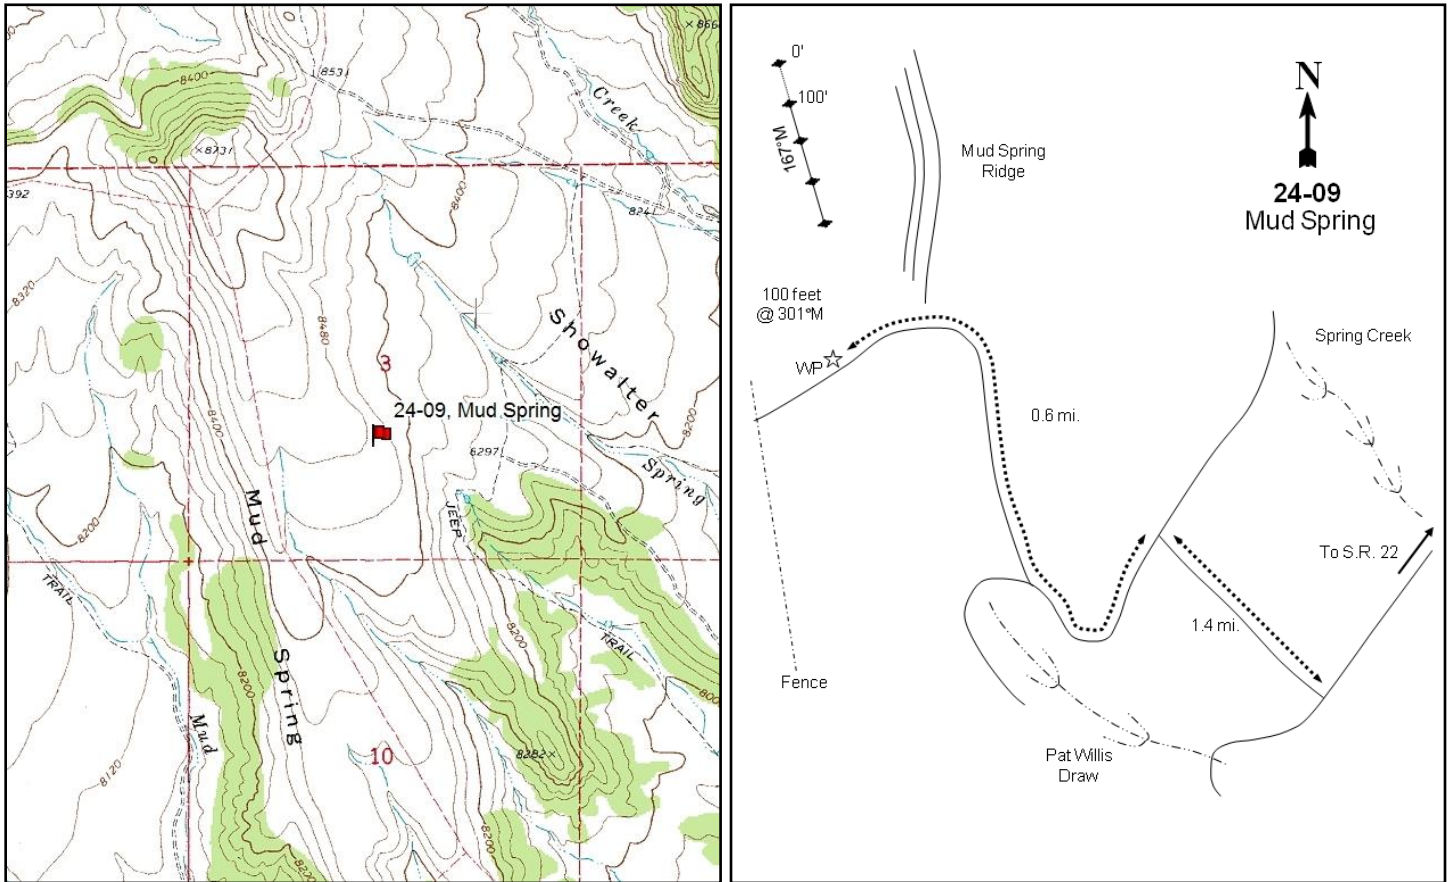 8400
8531
Creek
×866
×8731
392
8400
824
8320
8480
Showalter
3
24-09, Mud Spring
8400
8200
8297
Spring
Mud
JEEP
8200
TRAIL
8200
TRAIL
Spring
8200
800
Mud
10
8282×
8120
8200
8200
0'
100'
167°M
Mud Spring
Ridge
N
24-09
Mud Spring
100 feet
@ 301°M
WP
Spring Creek
0.6 mi.
To S.R. 22
1.4 mi.
Fence
Pat Willis
Draw